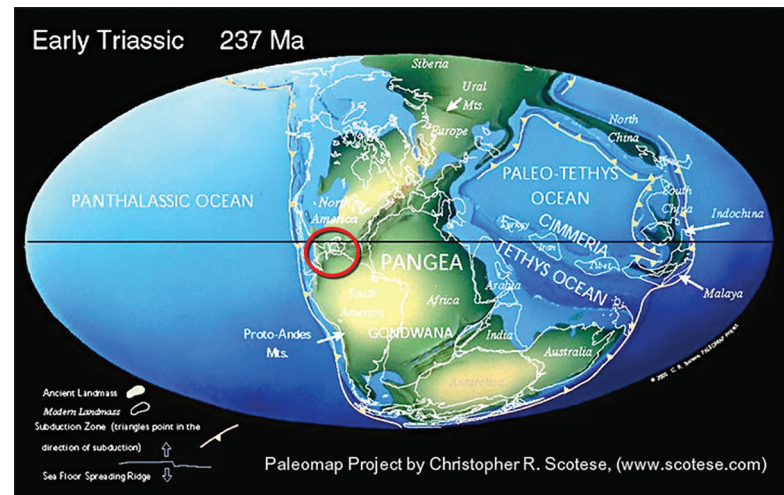 Early Triassic 237 Ma
Siberia
Ural
Mts.
Europe
North
China
PANTHALASSIC OCEAN
North
America
PALEO-TETHYS
OCEAN
CIMMERIA
South
China
Indochina
Turkey
Iran
Tibet
TETHYS OCEAN
Malaya
PANGEA
Arabia
South
America
Africa
GONDWANA
India
Proto-Andes
Mts.
Australia
Antarctica
Ancient Landmass
Modern Landmass
Subduction Zone (triangles point in the
direction of subduction)
Sea Floor Spreading Ridge
Paleomap Project by Christopher R. Scotese, (www.scotese.com)